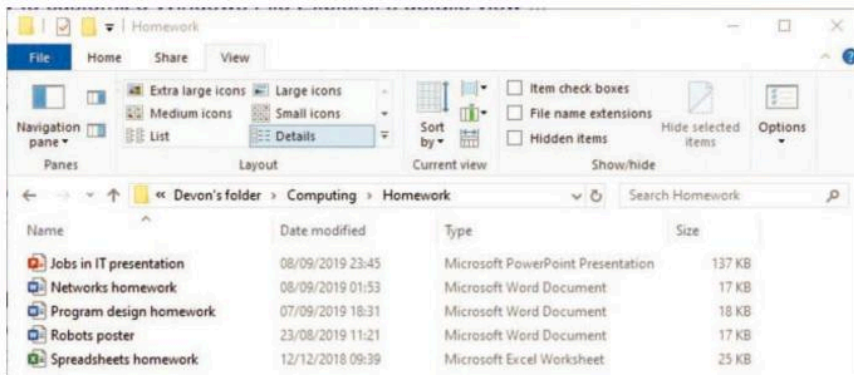 Homework
File Home Share View
Extra large icons Large icons
Medium icons Small icons
List Details
Navigation pane
Sort by
Item check boxes
File name extensions
Hidden items
Hide selected items
Options
Panes Layout Current view Show/hide
« Devon's folder › Computing › Homework Search Homework
Name Date modified Type Size
Jobs in IT presentation 08/09/2019 23:45 Microsoft PowerPoint Presentation 137 KB
Networks homework 08/09/2019 01:53 Microsoft Word Document 17 KB
Program design homework 07/09/2019 18:31 Microsoft Word Document 18 KB
Robots poster 23/08/2019 11:21 Microsoft Word Document 17 KB
Spreadsheets homework 12/12/2018 09:39 Microsoft Excel Worksheet 25 KB